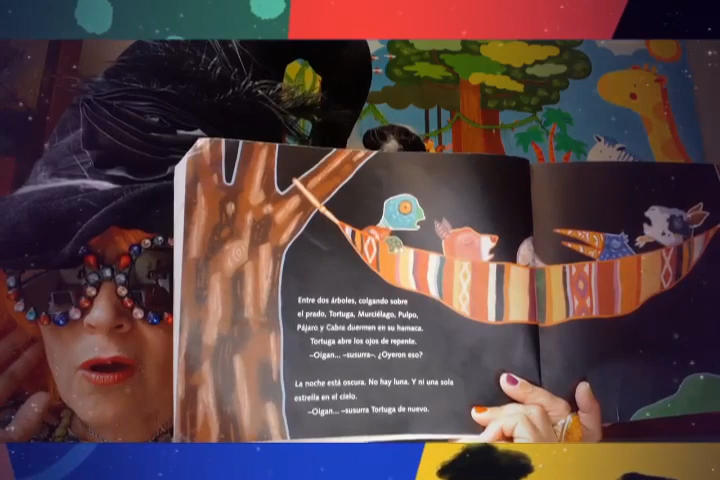 Entre dos árboles, colgando sobre
el prado, Tortuga, Murciélago, Pulpo,
Pájaro y Cabra duermen en su hamaca.
Tortuga abre los ojos de repente.
–Oigan... –susurra–. ¿Oyeron eso?
La noche está oscura. No hay luna. Y ni una sola
estrella en el cielo.
–Oigan... –susurra Tortuga de nuevo.